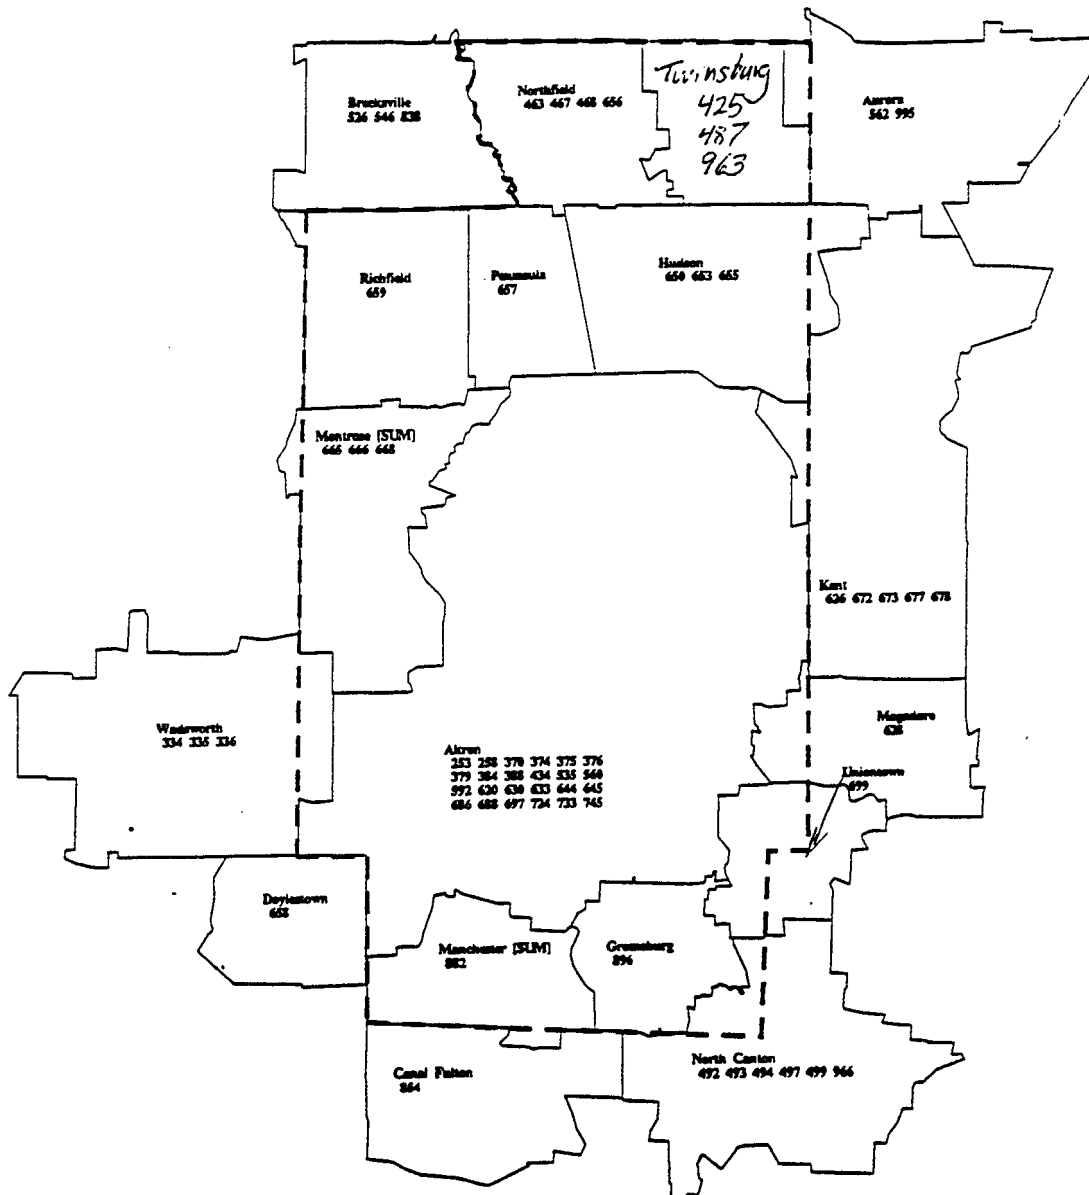 Brecksville
526 546 838
Northfield
463 467 468 656
Twinsburg
425
487
963
Aurora
562 995
Richfield
659
Peninsula
657
Hudson
650 653 655
Montrose [SUM]
665 666 668
Kent
626 672 673 677 678
Wadsworth
334 335 336
Mogadore
628
Akron
253 258 370 374 375 376
379 384 388 434 535 560
592 620 630 633 644 645
686 688 697 724 733 745
Uniontown
699
Doylestown
658
Manchester [SUM]
882
Greensburg
896
Canal Fulton
854
North Canton
492 493 494 497 499 966